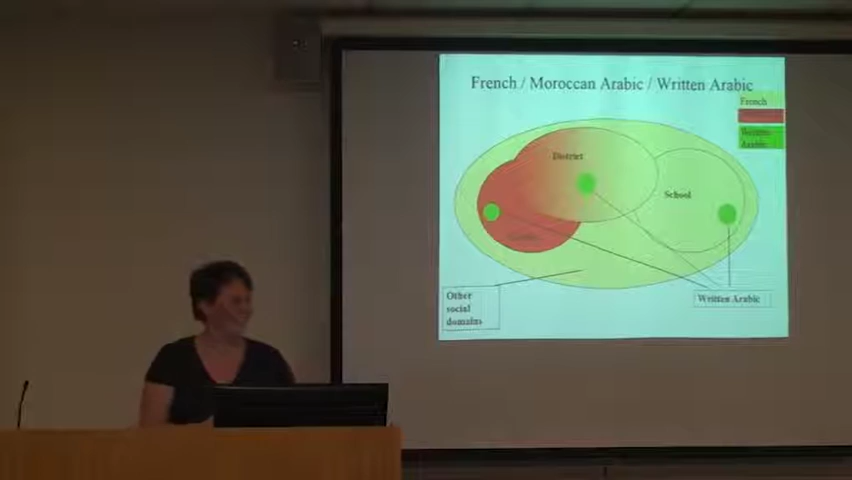 French / Moroccan Arabic / Written Arabic
French
Written
Arabic
District
School
Other
social
domains
Written Arabic